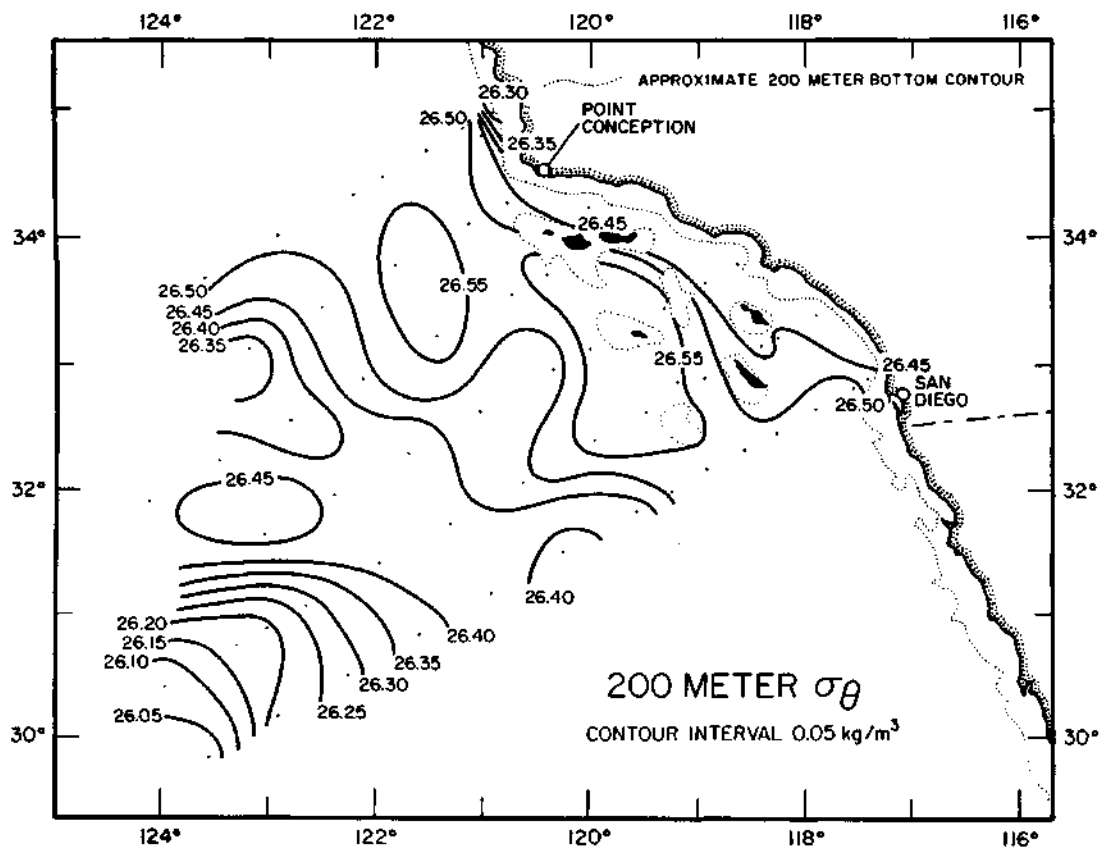 124° 122° 120° 118° 116°
APPROXIMATE 200 METER BOTTOM CONTOUR
26.30
26.50
POINT
CONCEPTION
26.35
34° 34°
26.45
26.50
26.55
26.45
26.40
26.35
26.55
26.45
SAN
DIEGO
26.50
32° 32°
26.45
26.40
26.20
26.40
26.15
26.35
26.10
26.30
26.05
26.25
200 METER σθ
CONTOUR INTERVAL 0.05 kg/m³
30° 30°
124° 122° 120° 118° 116°